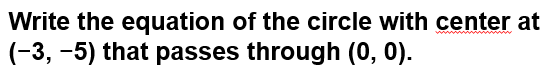 Write the equation of the circle with center at
(−3, −5) that passes through (0, 0).